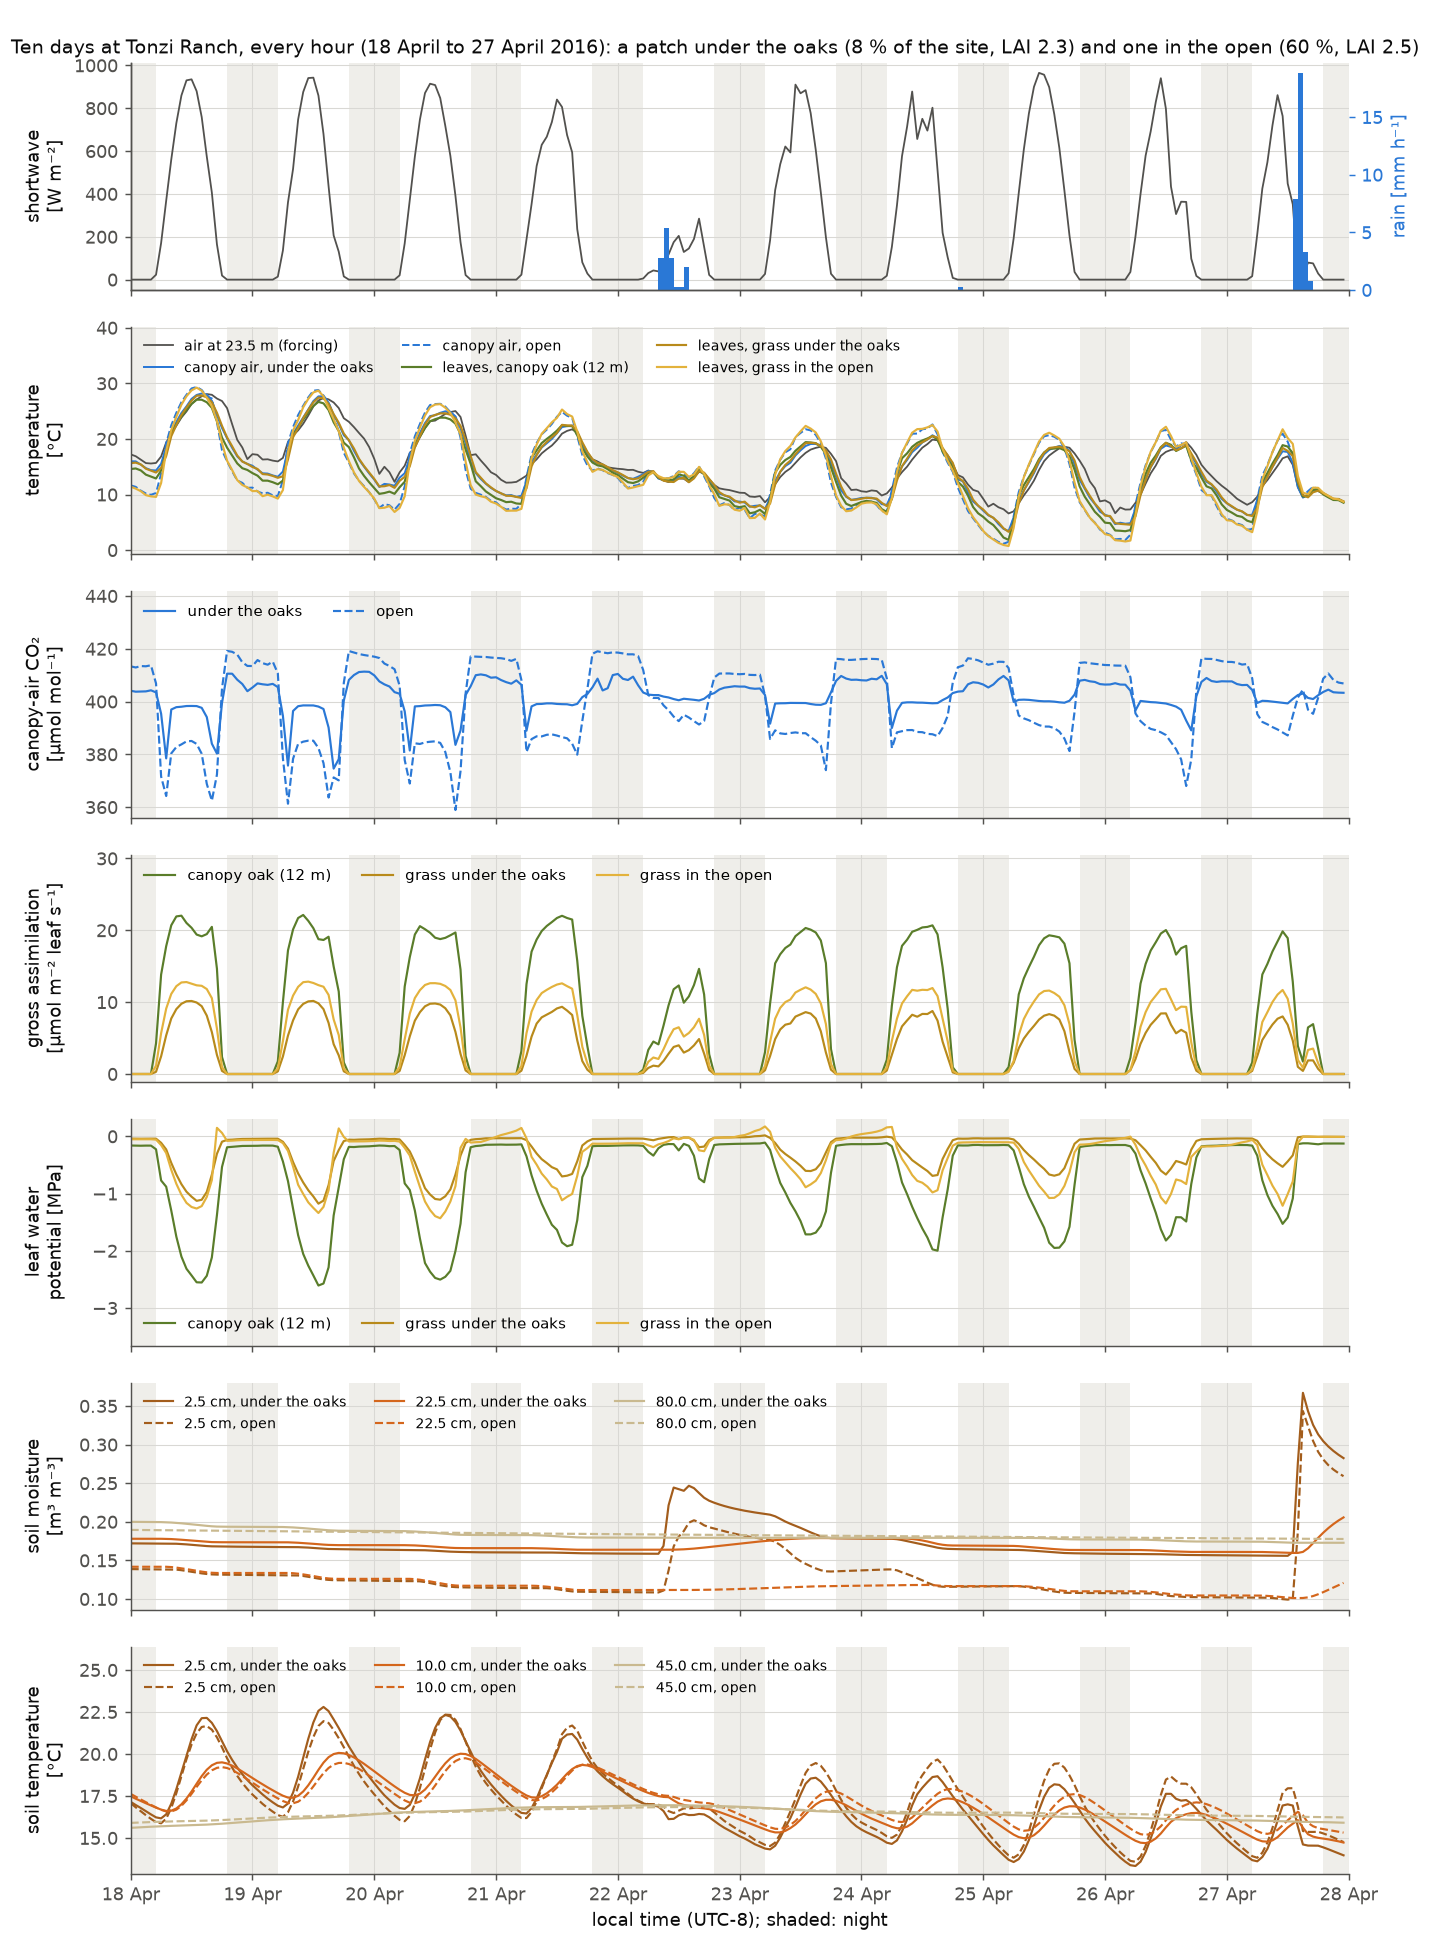 Ten days at Tonzi Ranch, every hour (18 April to 27 April 2016): a patch under the oaks (8 % of the site, LAI 2.3) and one in the open (60 %, LAI 2.5)
shortwave
[W m⁻²]
1000
800
600
400
200
0
15
10
5
0
rain [mm h⁻¹]
temperature
[°C]
40
30
20
10
0
air at 23.5 m (forcing)
canopy air, under the oaks
canopy air, open
leaves, canopy oak (12 m)
leaves, grass under the oaks
leaves, grass in the open
canopy-air CO₂
[µmol mol⁻¹]
440
420
400
380
360
under the oaks
open
gross assimilation
[µmol m⁻² leaf s⁻¹]
30
20
10
0
canopy oak (12 m)
grass under the oaks
grass in the open
leaf water
potential [MPa]
0
−1
−2
−3
canopy oak (12 m)
grass under the oaks
grass in the open
soil moisture
[m³ m⁻³]
0.35
0.30
0.25
0.20
0.15
0.10
2.5 cm, under the oaks
2.5 cm, open
22.5 cm, under the oaks
22.5 cm, open
80.0 cm, under the oaks
80.0 cm, open
soil temperature
[°C]
25.0
22.5
20.0
17.5
15.0
2.5 cm, under the oaks
2.5 cm, open
10.0 cm, under the oaks
10.0 cm, open
45.0 cm, under the oaks
45.0 cm, open
18 Apr
19 Apr
20 Apr
21 Apr
22 Apr
23 Apr
24 Apr
25 Apr
26 Apr
27 Apr
28 Apr
local time (UTC-8); shaded: night